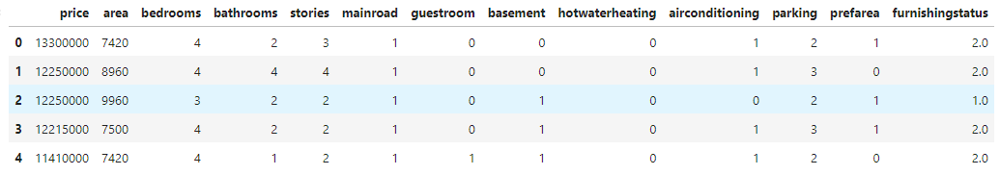 price area bedrooms bathrooms stories mainroad guestroom basement hotwaterheating airconditioning parking prefarea furnishingstatus
0 13300000 7420 4 2 3 1 0 0 0 1 2 1 2.0
1 12250000 8960 4 4 4 1 0 0 0 1 3 0 2.0
2 12250000 9960 3 2 2 1 0 1 0 0 2 1 1.0
3 12215000 7500 4 2 2 1 0 1 0 1 3 1 2.0
4 11410000 7420 4 1 2 1 1 1 0 1 2 0 2.0